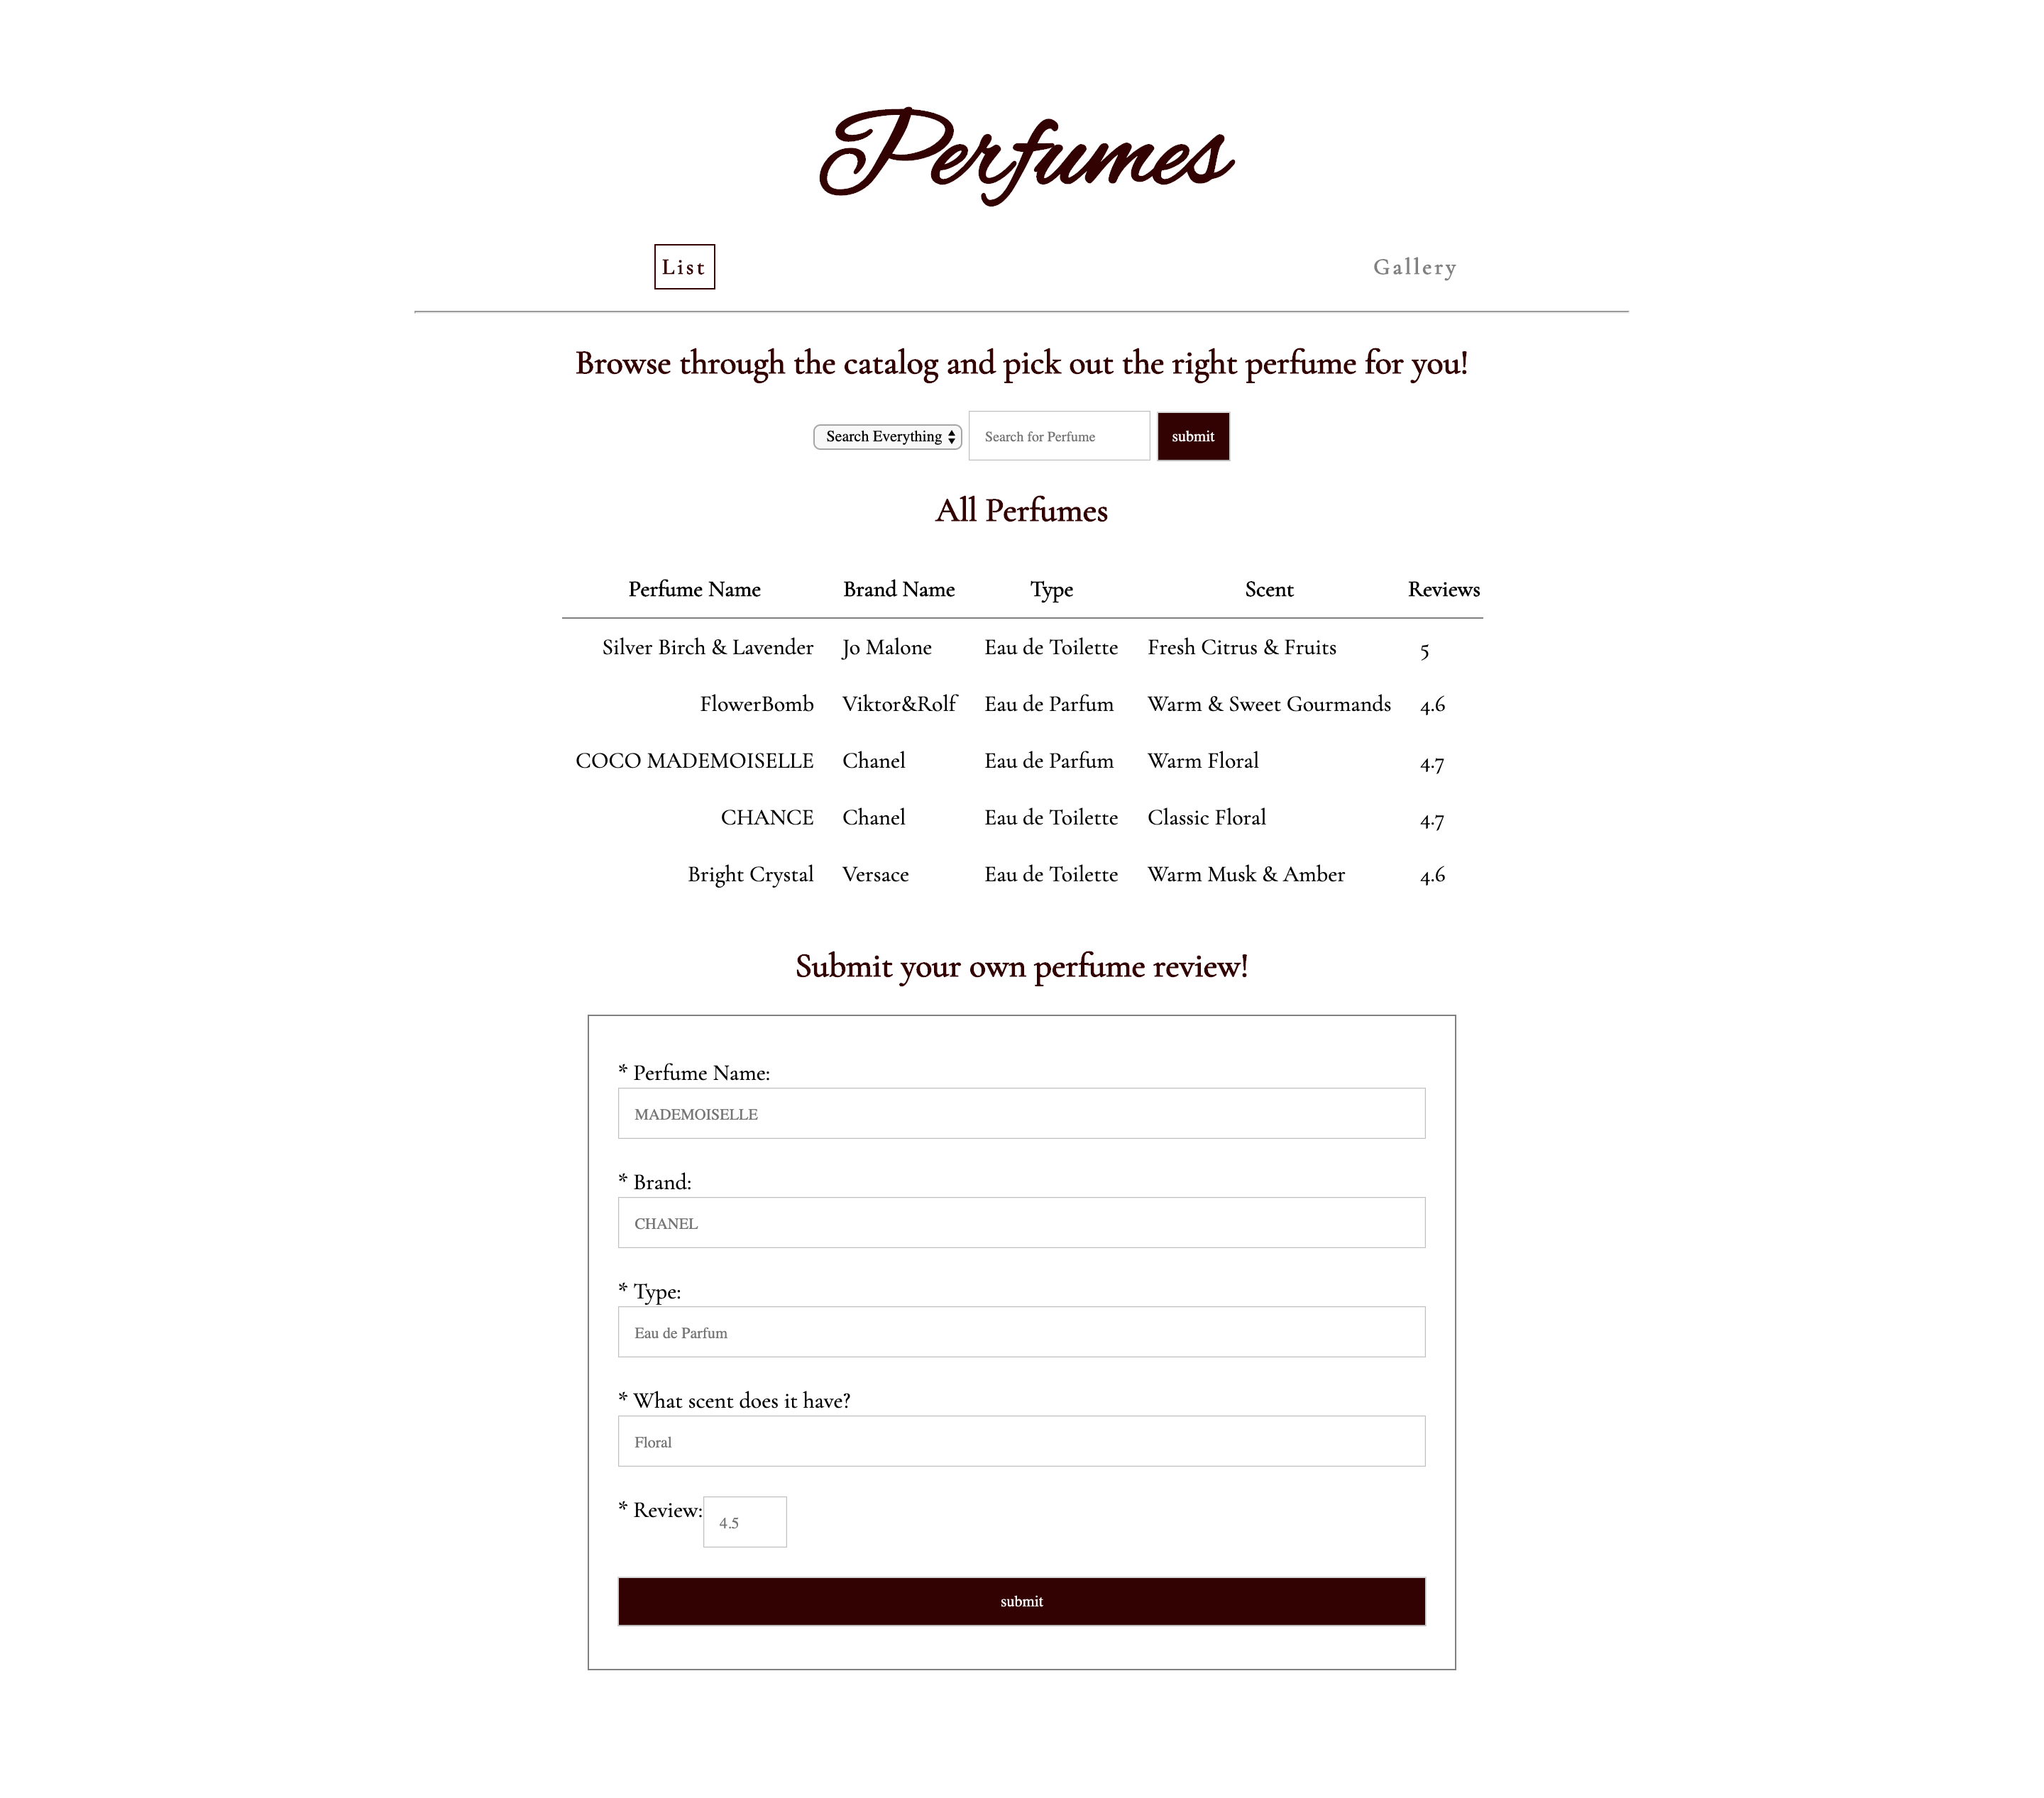 Perfumes
List Gallery
Browse through the catalog and pick out the right perfume for you!
Search Everything Search for Perfume submit
All Perfumes
Perfume Name Brand Name Type Scent Reviews
Silver Birch & Lavender Jo Malone Eau de Toilette Fresh Citrus & Fruits 5
FlowerBomb Viktor&Rolf Eau de Parfum Warm & Sweet Gourmands 4.6
COCO MADEMOISELLE Chanel Eau de Parfum Warm Floral 4.7
CHANCE Chanel Eau de Toilette Classic Floral 4.7
Bright Crystal Versace Eau de Toilette Warm Musk & Amber 4.6
Submit your own perfume review!
* Perfume Name:
MADEMOISELLE
* Brand:
CHANEL
* Type:
Eau de Parfum
* What scent does it have?
Floral
* Review: 4.5
submit